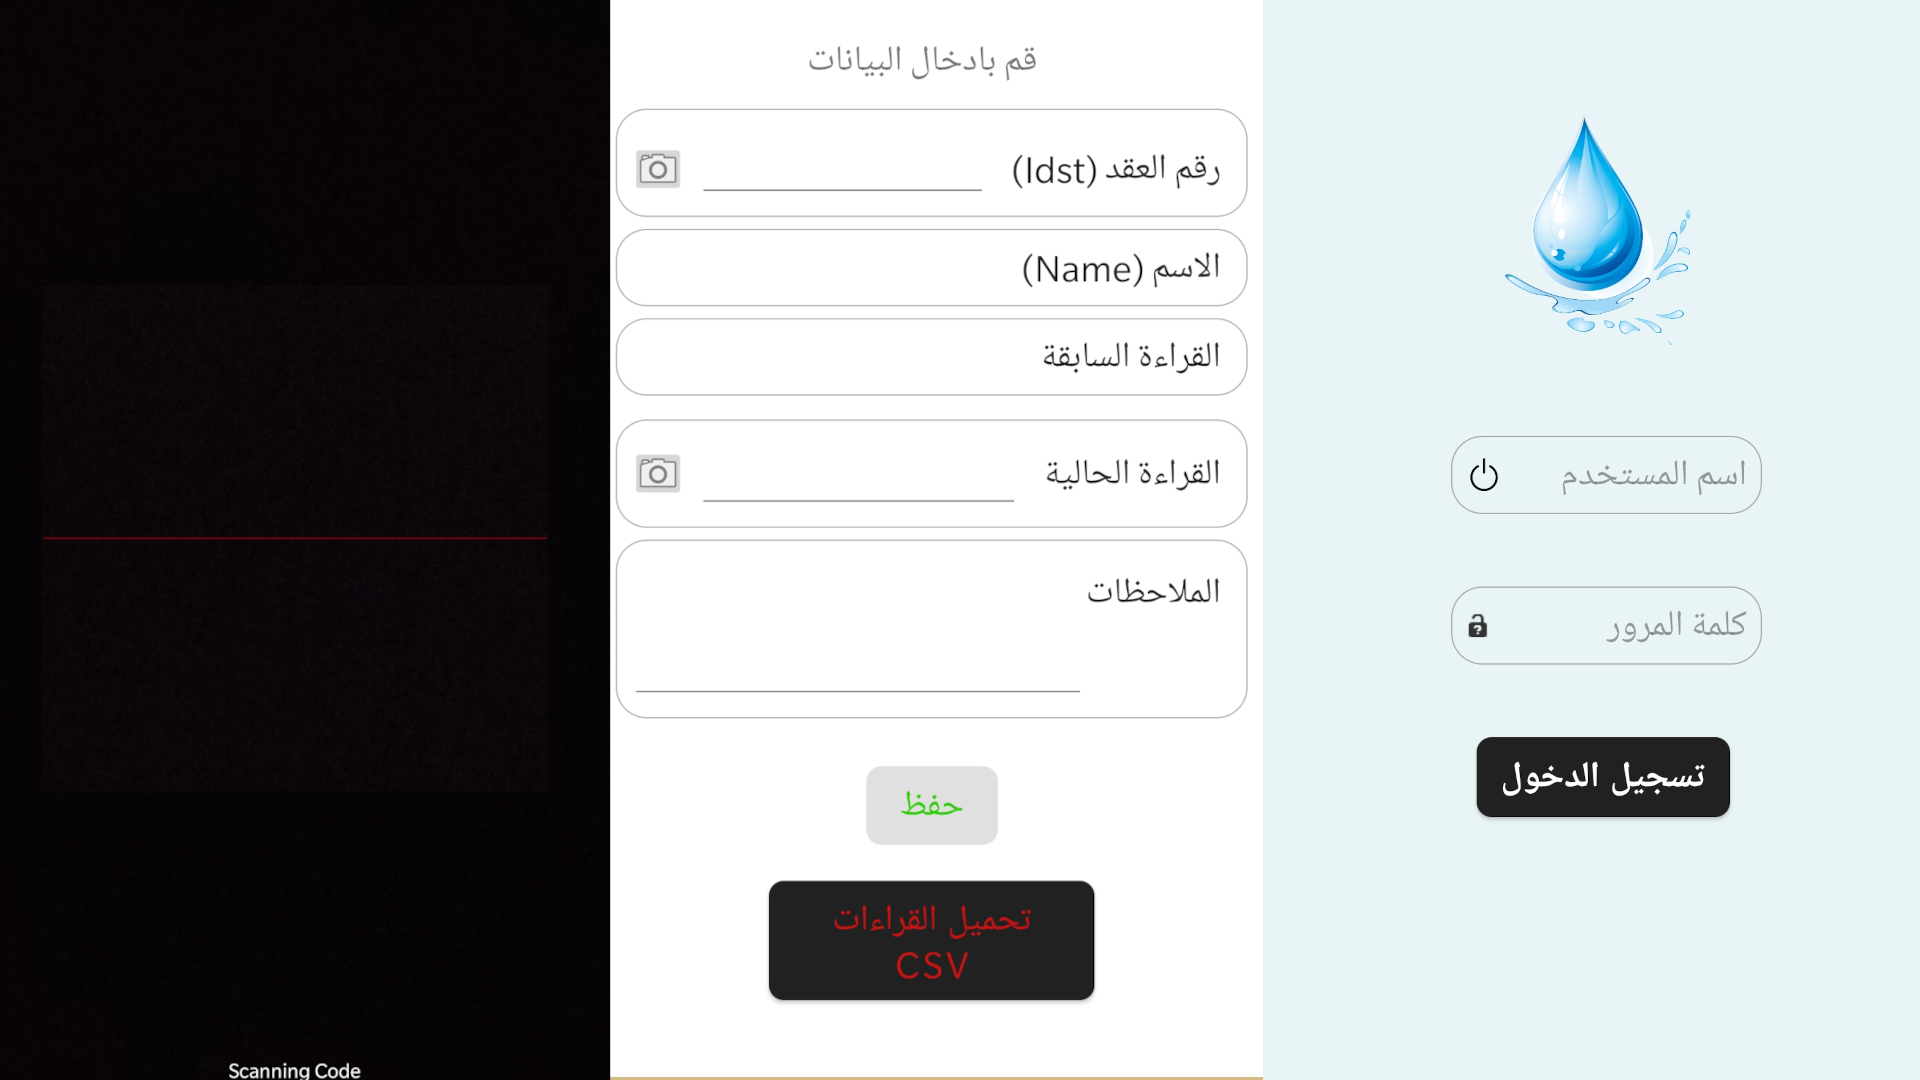 Scanning Code
قم بادخال البيانات
رقم العقد (Idst)
الاسم (Name)
القراءة السابقة
القراءة الحالية
الملاحظات
حفظ
تحميل القراءات
CSV
اسم المستخدم
كلمة المرور
تسجيل الدخول